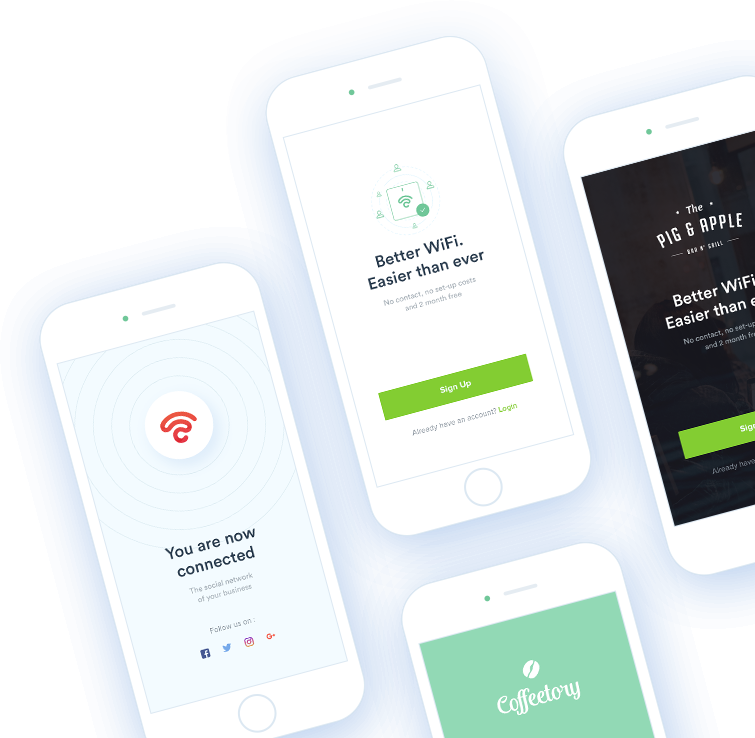 Better WiFi.
Easier than ever
No contact, no set-up costs
and 2 month free
Sign Up
Already have an account? Login
The
PIG & APPLE
BAR N' GRILL
Better WiFi
Easier than e
No contact, no set-up
and 2 month fr
Sig
Already have
You are now
connected
The social network
of your business
Follow us on :
Coffeetory